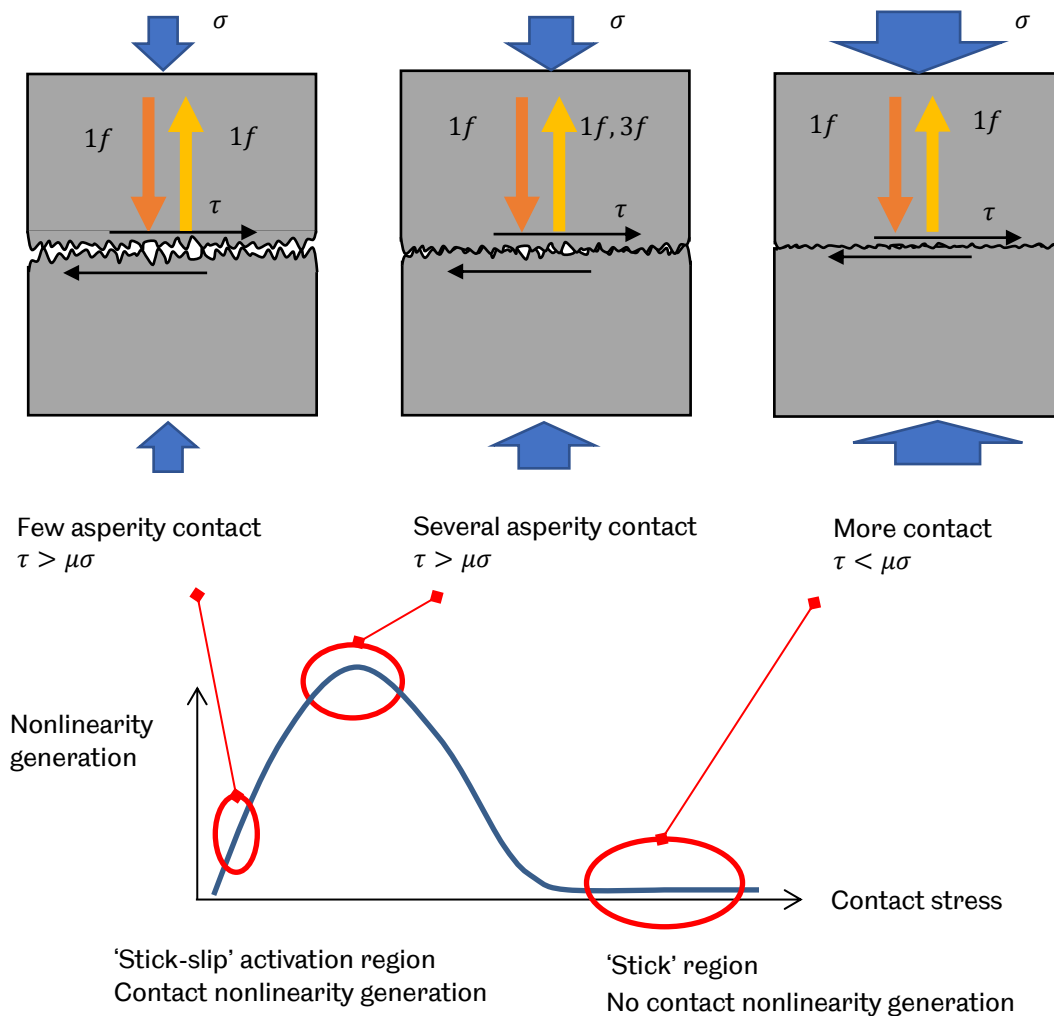 σ
σ
σ
1f
1f
1f
1f, 3f
1f
1f
τ
τ
τ
Few asperity contact
τ > μσ
Several asperity contact
τ > μσ
More contact
τ < μσ
Nonlinearity
generation
Contact stress
‘Stick-slip’ activation region
Contact nonlinearity generation
‘Stick’ region
No contact nonlinearity generation